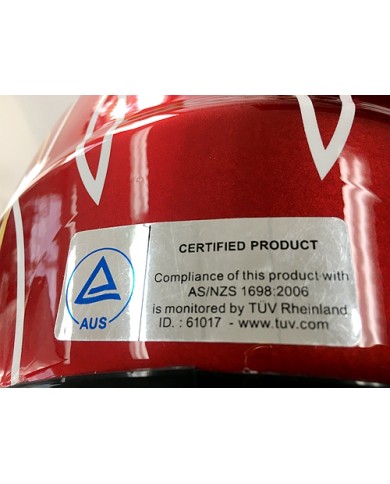 CERTIFIED PRODUCT
Compliance of this product with
AS/NZS 1698:2006
is monitored by TÜV Rheinland
ID. : 61017 - www.tuv.com
AUS